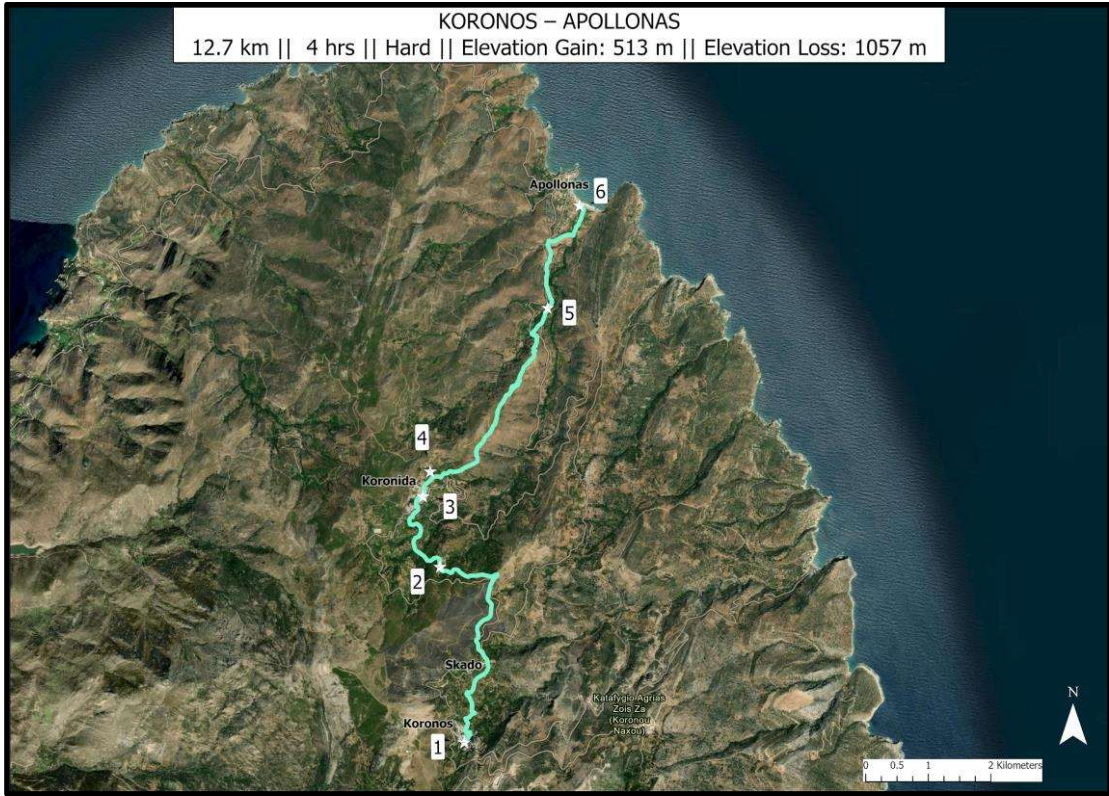 KORONOS – APOLLONAS
12.7 km || 4 hrs || Hard || Elevation Gain: 513 m || Elevation Loss: 1057 m
Apollonas
6
5
4
Koronida
3
2
Skado
Katafygio Agrias
Zois Za
(Koronou
Naxou)
Koronos
1
N
0 0.5 1 2 Kilometers